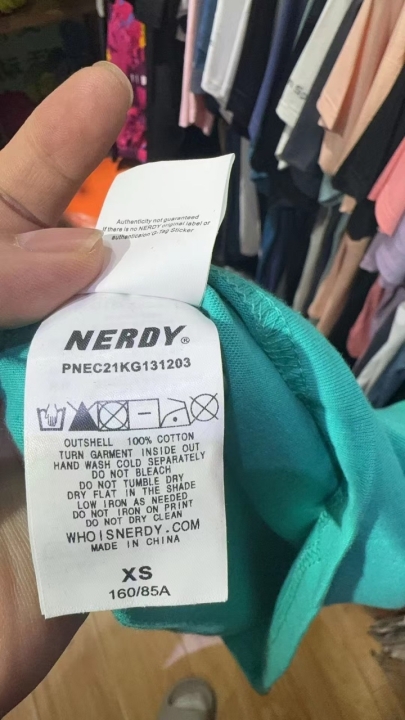 Authenticity not guaranteed
If there is no NERDY original label or
authentication QR Tag Sticker
NERDY®
PNEC21KG131203
OUTSHELL 100% COTTON
TURN GARMENT INSIDE OUT
HAND WASH COLD SEPARATELY
DO NOT BLEACH
DO NOT TUMBLE DRY
DRY FLAT IN THE SHADE
LOW IRON AS NEEDED
DO NOT IRON ON PRINT
DO NOT DRY CLEAN
WHOISNERDY.COM
MADE IN CHINA
XS
160/85A